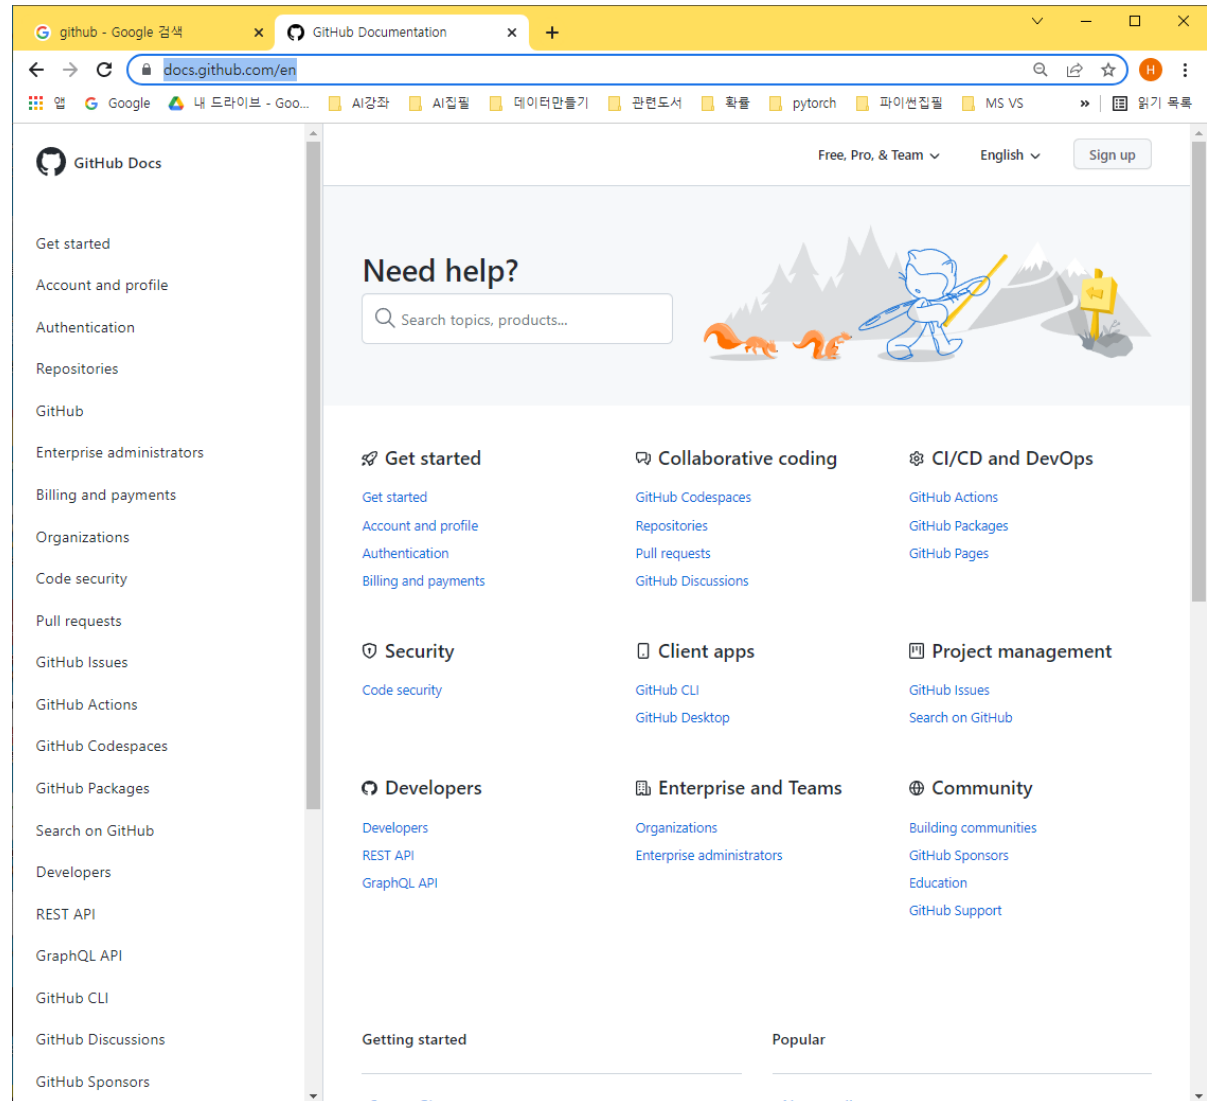 github - Google 검색
GitHub Documentation
docs.github.com/en
H
앱
Google
내 드라이브 - Goo...
AI강좌
AI집필
데이터만들기
관련도서
확률
pytorch
파이썬집필
MS VS
»
읽기 목록
GitHub Docs
Get started
Account and profile
Authentication
Repositories
GitHub
Enterprise administrators
Billing and payments
Organizations
Code security
Pull requests
GitHub Issues
GitHub Actions
GitHub Codespaces
GitHub Packages
Search on GitHub
Developers
REST API
GraphQL API
GitHub CLI
GitHub Discussions
GitHub Sponsors
Free, Pro, & Team
English
Sign up
Need help?
Search topics, products...
Get started
Get started
Account and profile
Authentication
Billing and payments
Collaborative coding
GitHub Codespaces
Repositories
Pull requests
GitHub Discussions
CI/CD and DevOps
GitHub Actions
GitHub Packages
GitHub Pages
Security
Code security
Client apps
GitHub CLI
GitHub Desktop
Project management
GitHub Issues
Search on GitHub
Developers
Developers
REST API
GraphQL API
Enterprise and Teams
Organizations
Enterprise administrators
Community
Building communities
GitHub Sponsors
Education
GitHub Support
Getting started
Popular